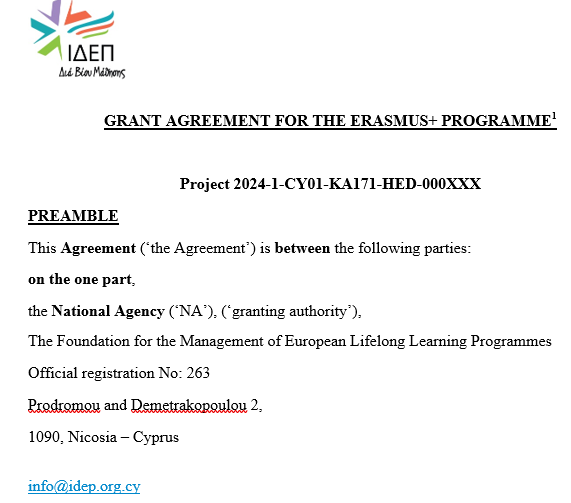 ΙΔΕΠ
Διά Βίου Μάθησης
GRANT AGREEMENT FOR THE ERASMUS+ PROGRAMME1
Project 2024-1-CY01-KA171-HED-000XXX
PREAMBLE
This Agreement (‘the Agreement’) is between the following parties:
on the one part,
the National Agency (‘NA’), (‘granting authority’),
The Foundation for the Management of European Lifelong Learning Programmes
Official registration No: 263
Prodromou and Demetrakopoulou 2,
1090, Nicosia – Cyprus
info@idep.org.cy